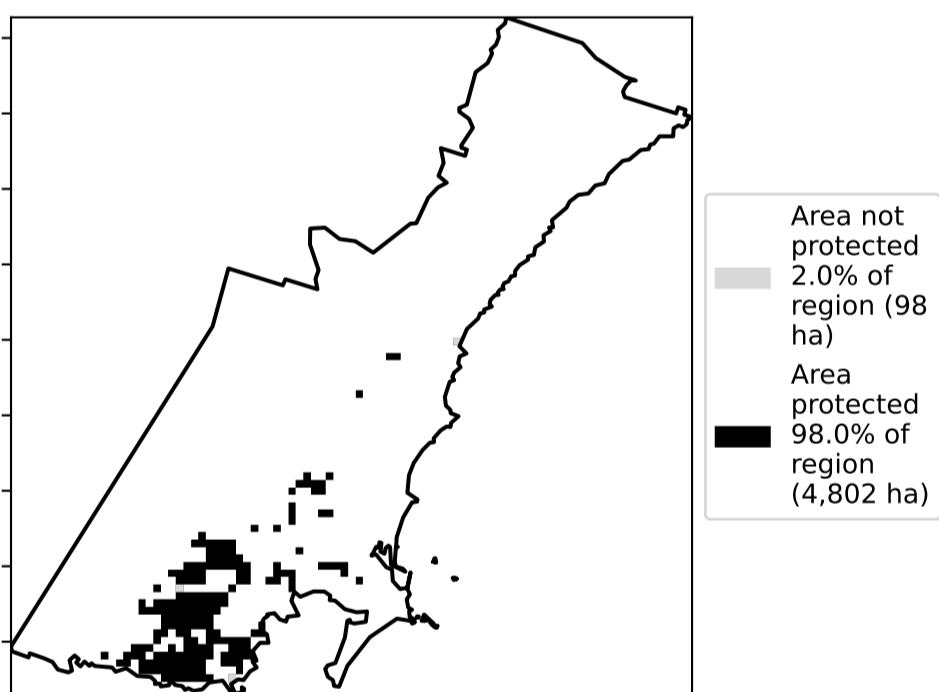 Area not
protected
2.0% of
region (98
ha)
Area
protected
98.0% of
region
(4,802 ha)